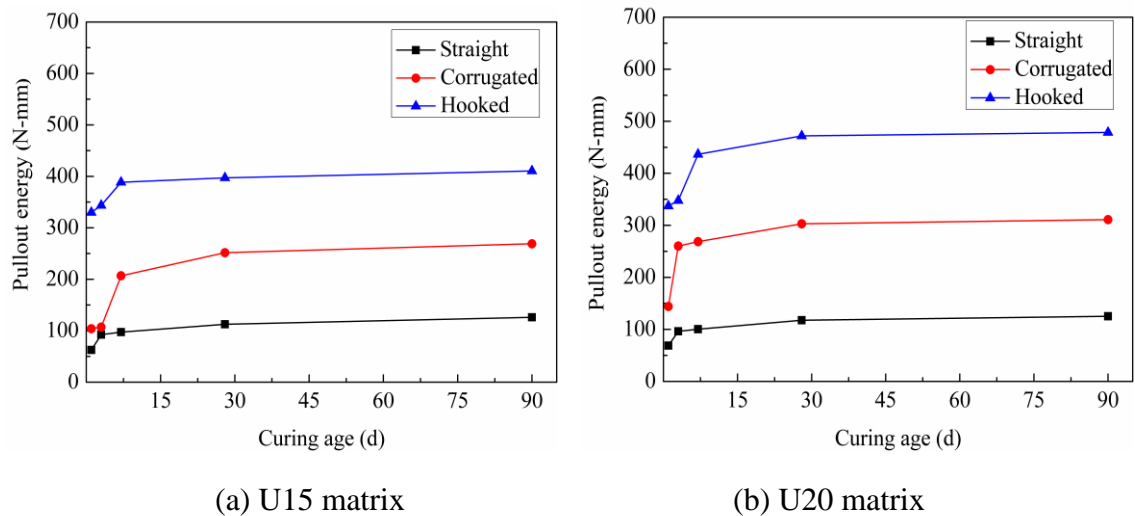 700
600
500
400
300
200
100
0
Pullout energy (N-mm)
Straight
Corrugated
Hooked
15 30 45 60 75 90
Curing age (d)
(a) U15 matrix
700
600
500
400
300
200
100
0
Pullout energy (N-mm)
Straight
Corrugated
Hooked
15 30 45 60 75 90
Curing age (d)
(b) U20 matrix